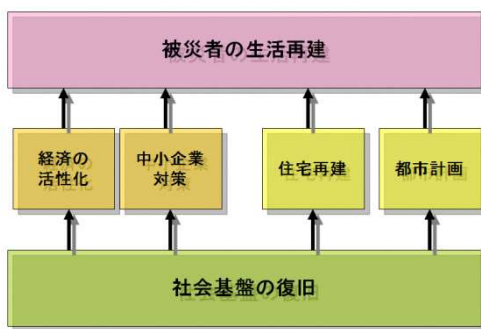 被災者の生活再建
経済の
活性化
中小企業
対策
住宅再建
都市計画
社会基盤の復旧